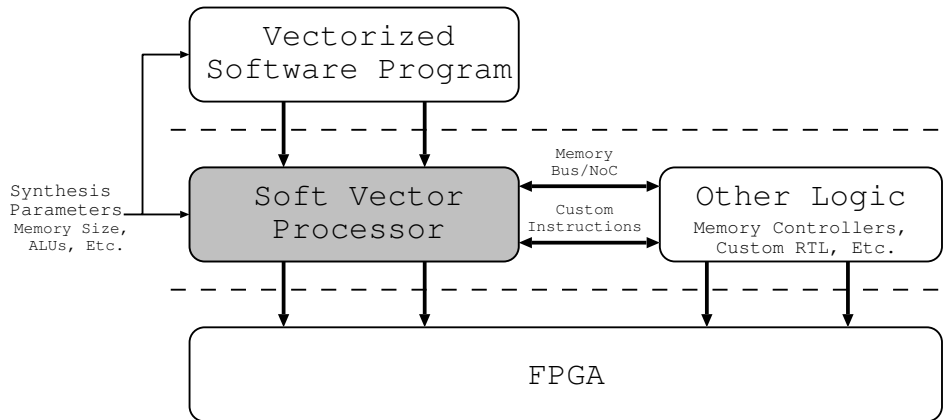 Vectorized
Software Program
Synthesis
Parameters
Memory Size,
ALUs, Etc.
Soft Vector
Processor
Memory
Bus/NoC
Custom
Instructions
Other Logic
Memory Controllers,
Custom RTL, Etc.
FPGA